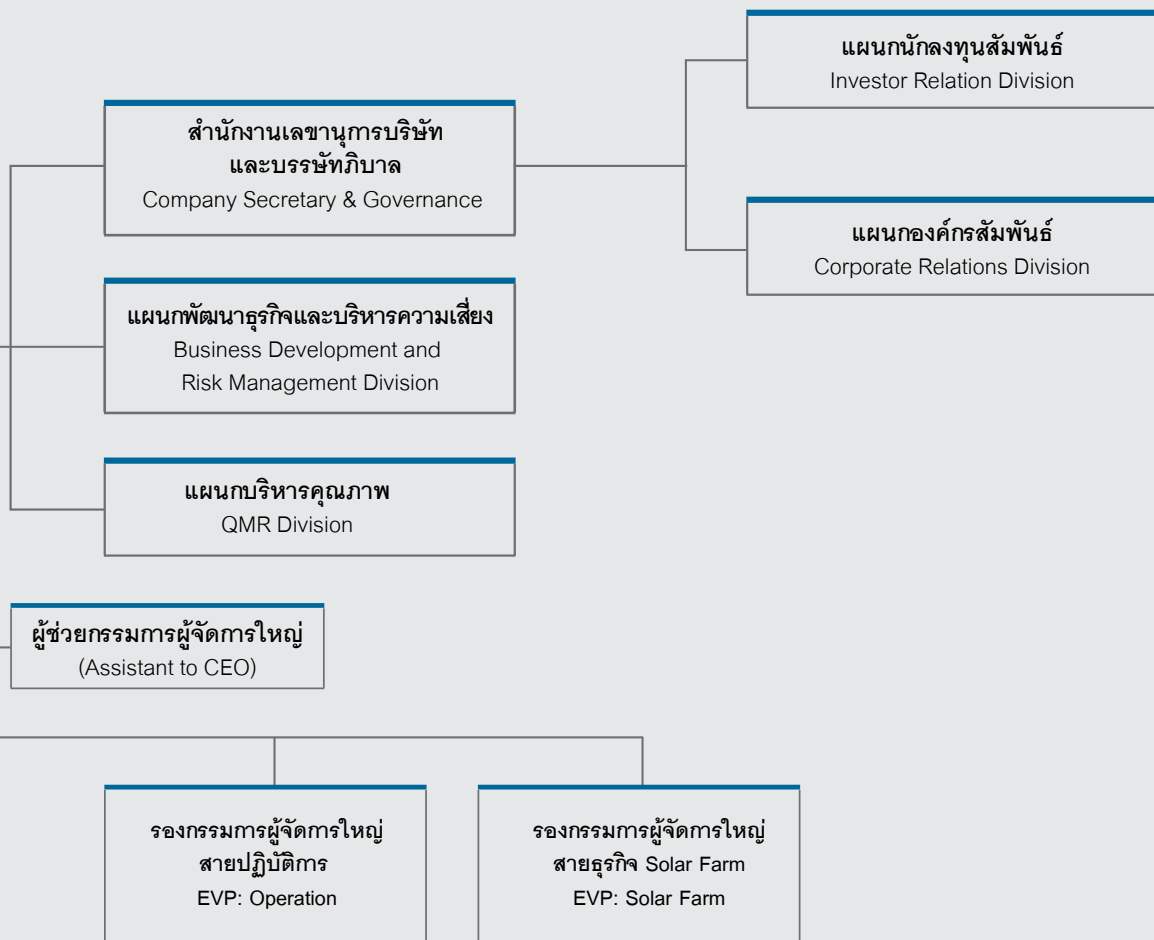 แผนกนักลงทุนสัมพันธ์
Investor Relation Division
สำนักงานเลขานุการบริษัท
และบรรษัทภิบาล
Company Secretary & Governance
แผนกองค์กรสัมพันธ์
Corporate Relations Division
แผนกพัฒนาธุรกิจและบริหารความเสี่ยง
Business Development and
Risk Management Division
แผนกบริหารคุณภาพ
QMR Division
ผู้ช่วยกรรมการผู้จัดการใหญ่
(Assistant to CEO)
รองกรรมการผู้จัดการใหญ่
สายปฏิบัติการ
EVP: Operation
รองกรรมการผู้จัดการใหญ่
สายธุรกิจ Solar Farm
EVP: Solar Farm